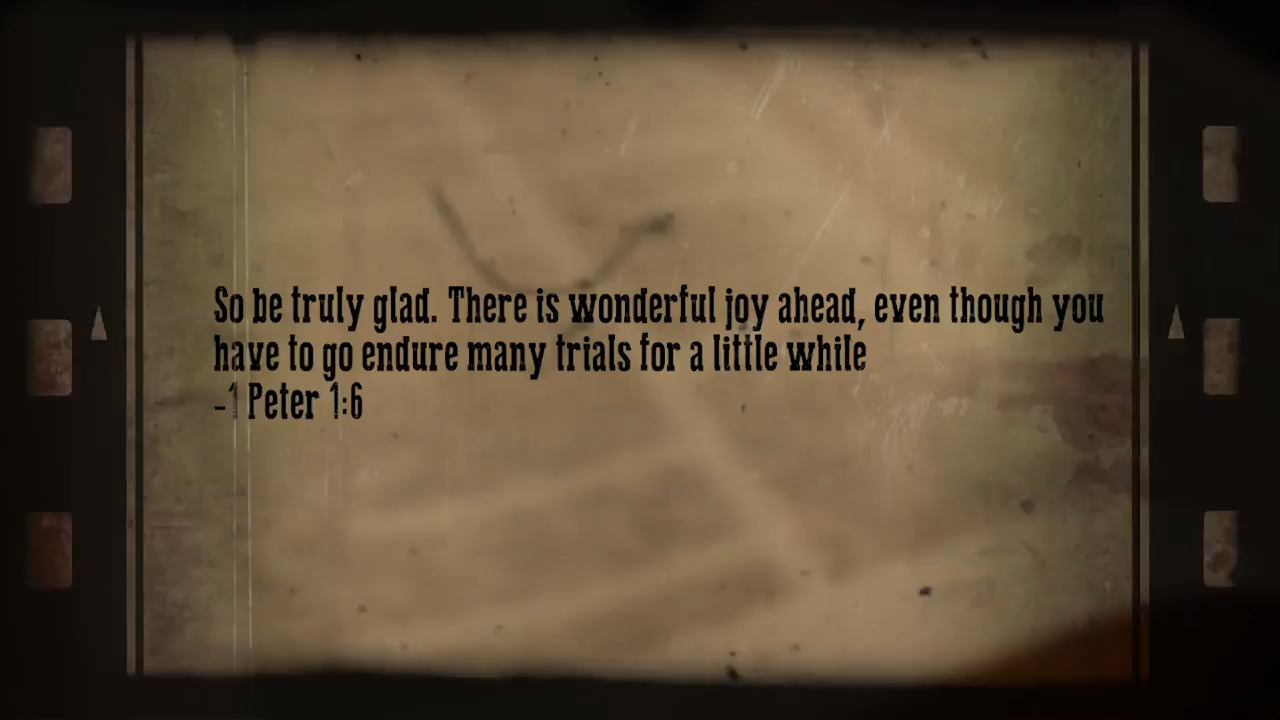 So be truly glad. There is wonderful joy ahead, even though you
have to go endure many trials for a little while
-1 Peter 1:6